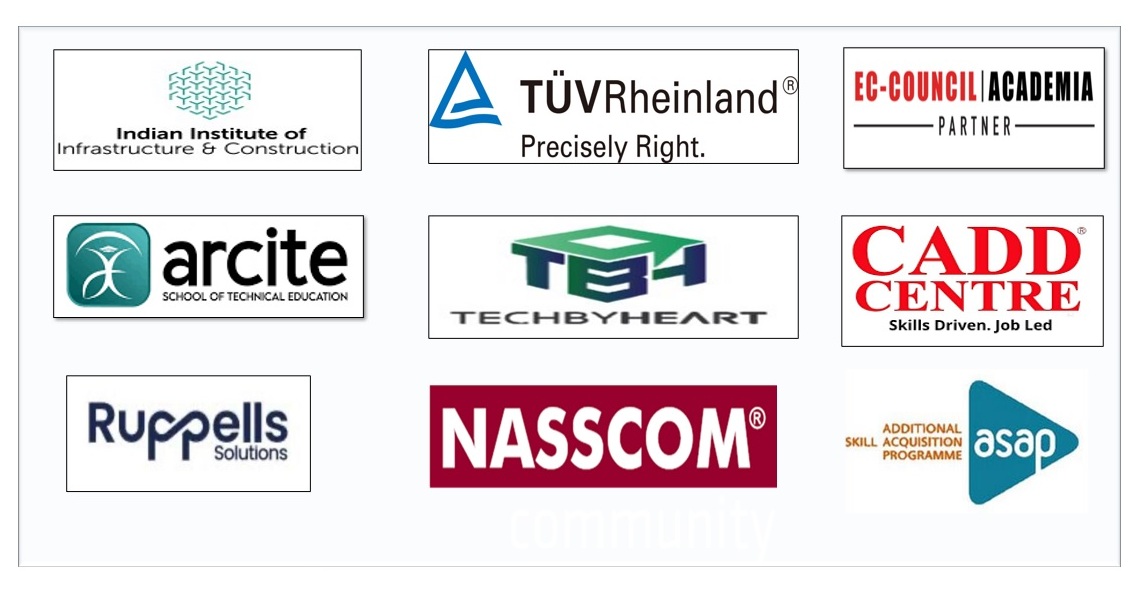 Indian Institute of
Infrastructure & Construction
TÜVRheinland®
Precisely Right.
EC-COUNCIL|ACADEMIA
PARTNER
arcite
SCHOOL OF TECHNICAL EDUCATION
TBH
TECHBYHEART
CADD®
CENTRE
Skills Driven. Job Led
Ruppells
Solutions
NASSCOM®
community
ADDITIONAL
SKILL ACQUISITION
PROGRAMME
asap